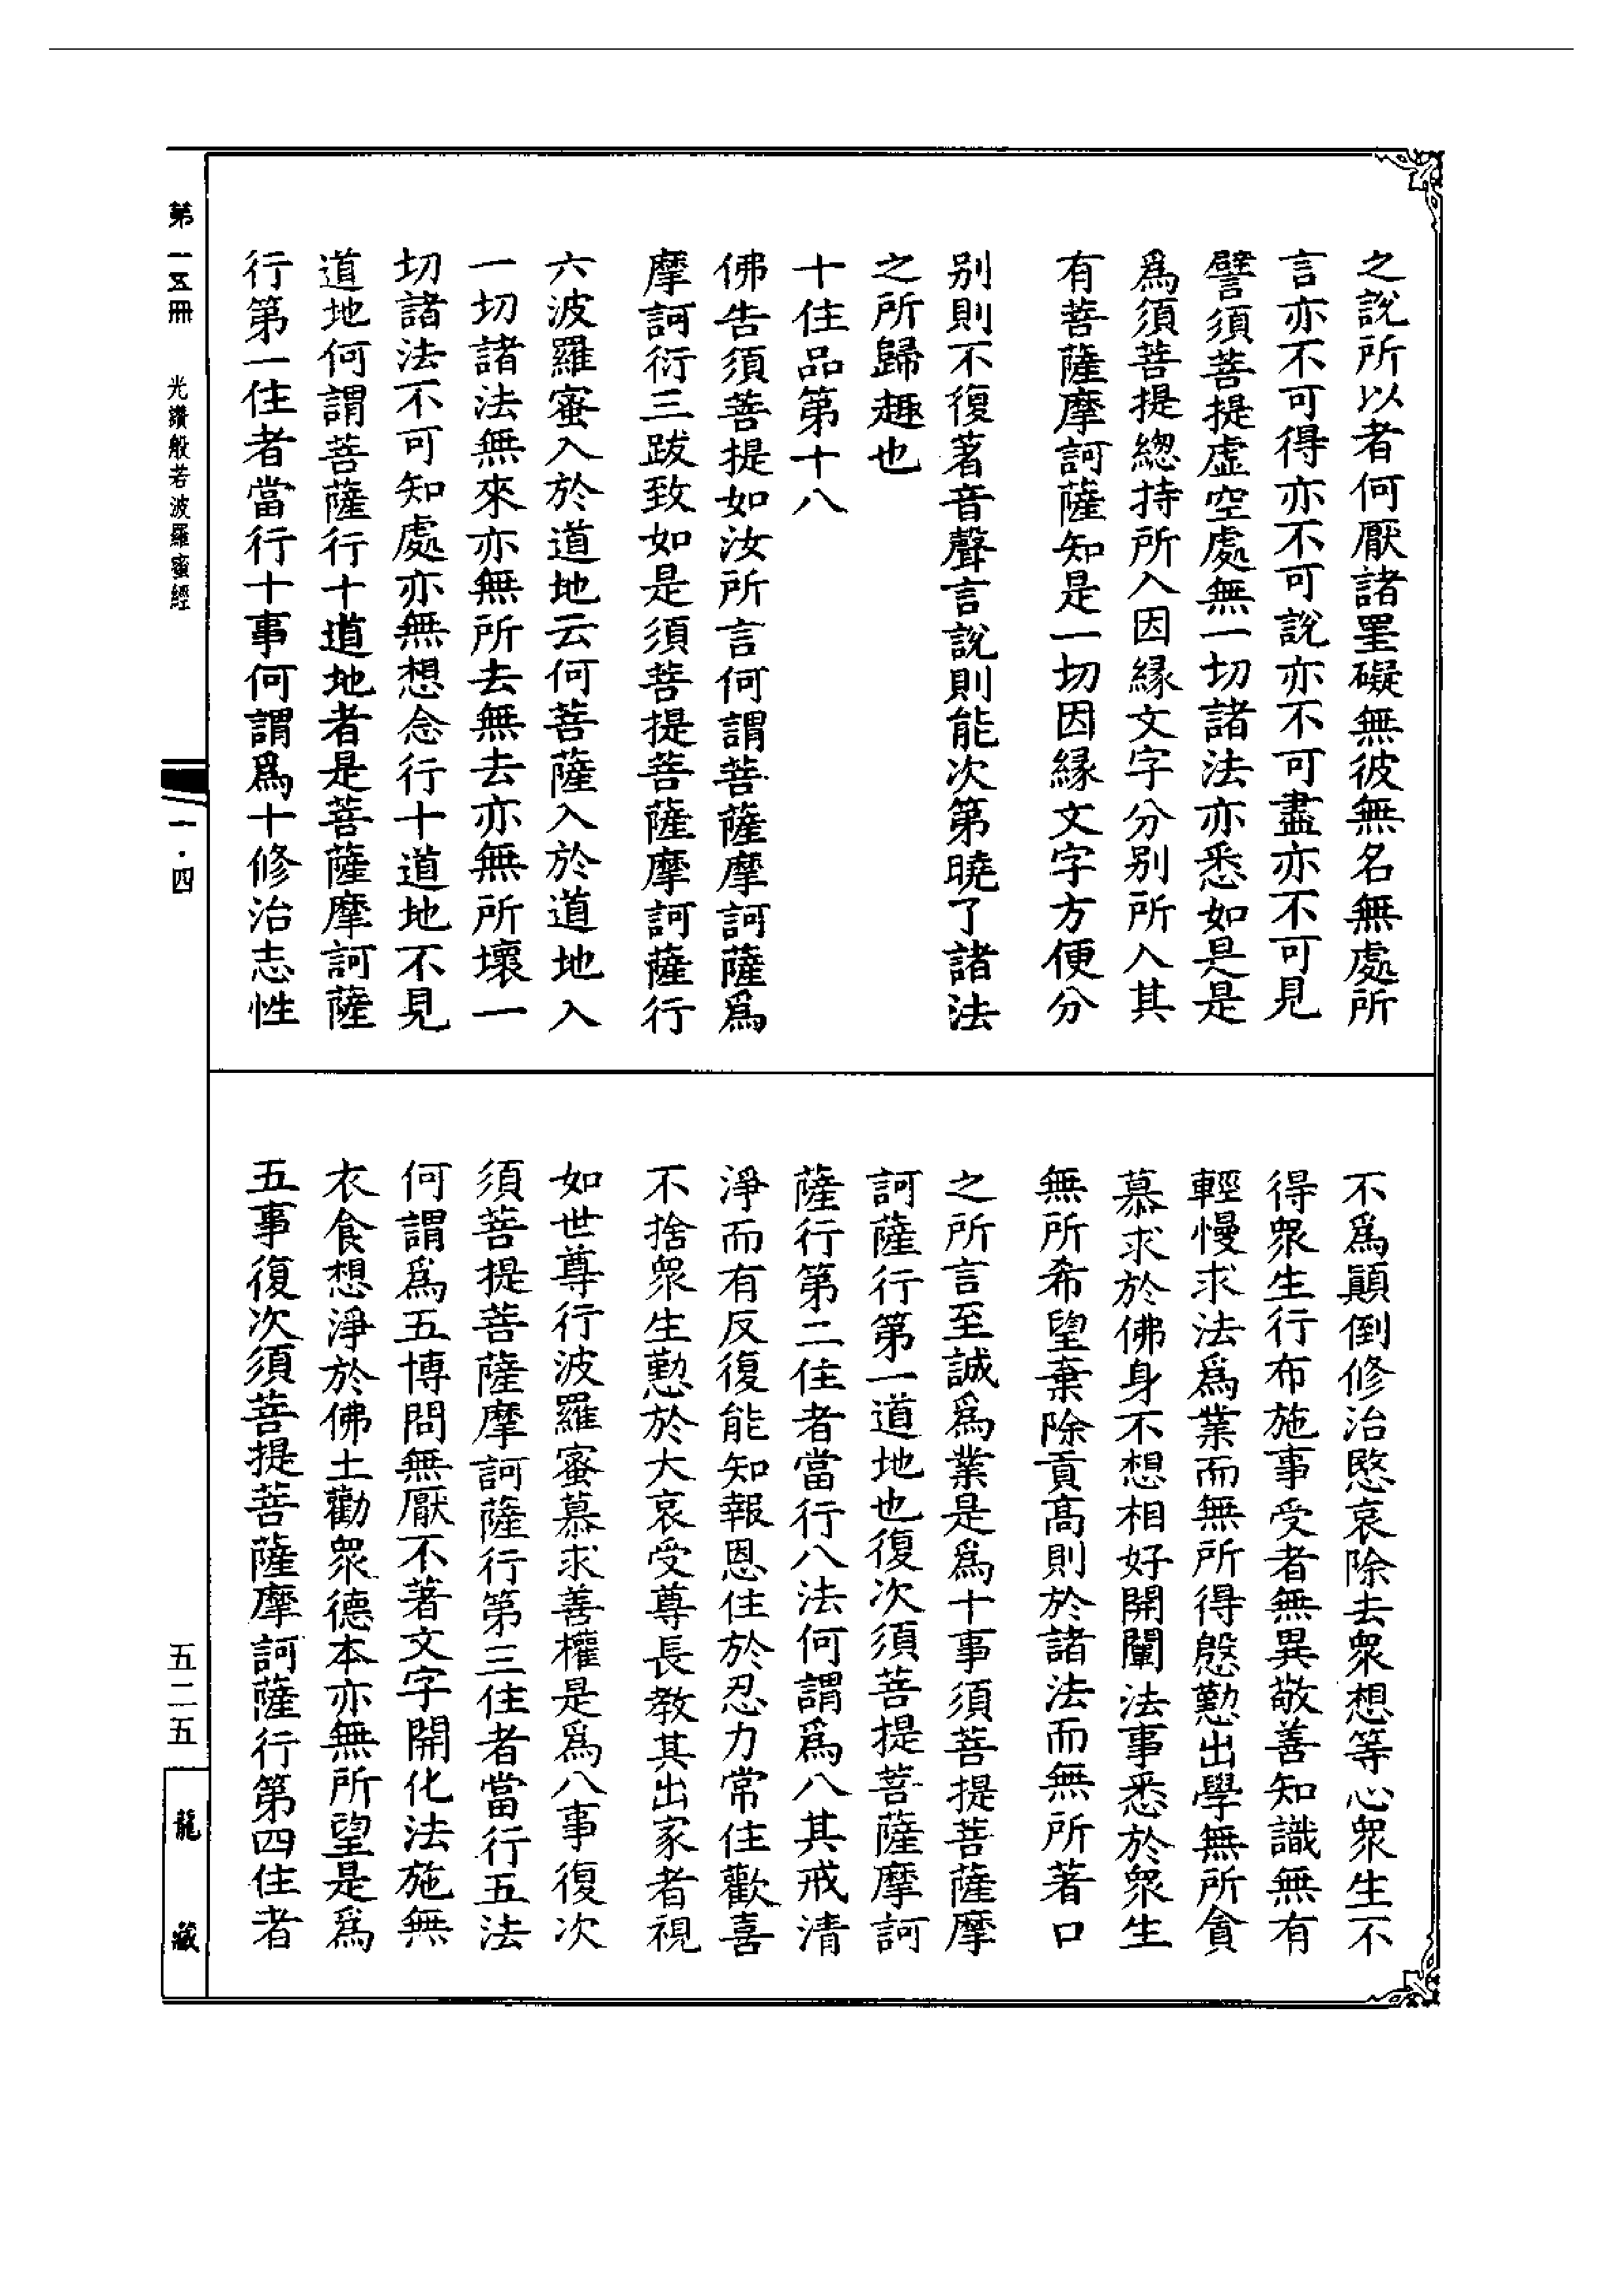 之說所以者何厭諸罣礙無彼無名無處所
言亦不可得亦不可說亦不可盡亦不可見
譬須菩提虛空處無一切諸法亦悉如是是
爲須菩提總持所入因縁文字分别所入其
有菩薩摩訶薩知是一切因縁文字方便分
别則不復著音聲言說則能次第曉了諸法
之所歸趣也
十住品第十八
佛告須菩提如汝所言何謂菩薩摩訶薩爲
摩訶衍三跋致如是須菩提菩薩摩訶薩行
六波羅蜜入於道地云何菩薩入於道地入
一切諸法無來亦無所去無去亦無所壞一
切諸法不可知處亦無想念行十道地不見
道地何謂菩薩行十道地者是菩薩摩訶薩
行第一住者當行十事何謂爲十修治志性
不爲顚倒修治愍哀除去衆想等心衆生不
得衆生行布施事受者無異敬善知識無有
輕慢求法爲業而無所得慇懃出學無所貪
慕求於佛身不想相好開闡法事悉於衆生
無所希望棄除貢高則於諸法而無所著口
之所言至誠爲業是爲十事須菩提菩薩摩
訶薩行第一道地也復次須菩提菩薩摩訶
薩行第二住者當行八法何謂爲八其戒清
淨而有反復能知報恩住於忍力常住歡喜
不捨衆生懃於大哀受尊長教其出家者視
如世尊行波羅蜜慕求善權是爲八事復次
須菩提菩薩摩訶薩行第三住者當行五法
何謂爲五博問無厭不著文字開化法施無
衣食想淨於佛土勸衆德本亦無所望是爲
五事復次須菩提菩薩摩訶薩行第四住者
第一五冊 光讚般若波羅蜜經 一·四 五二五 龍藏